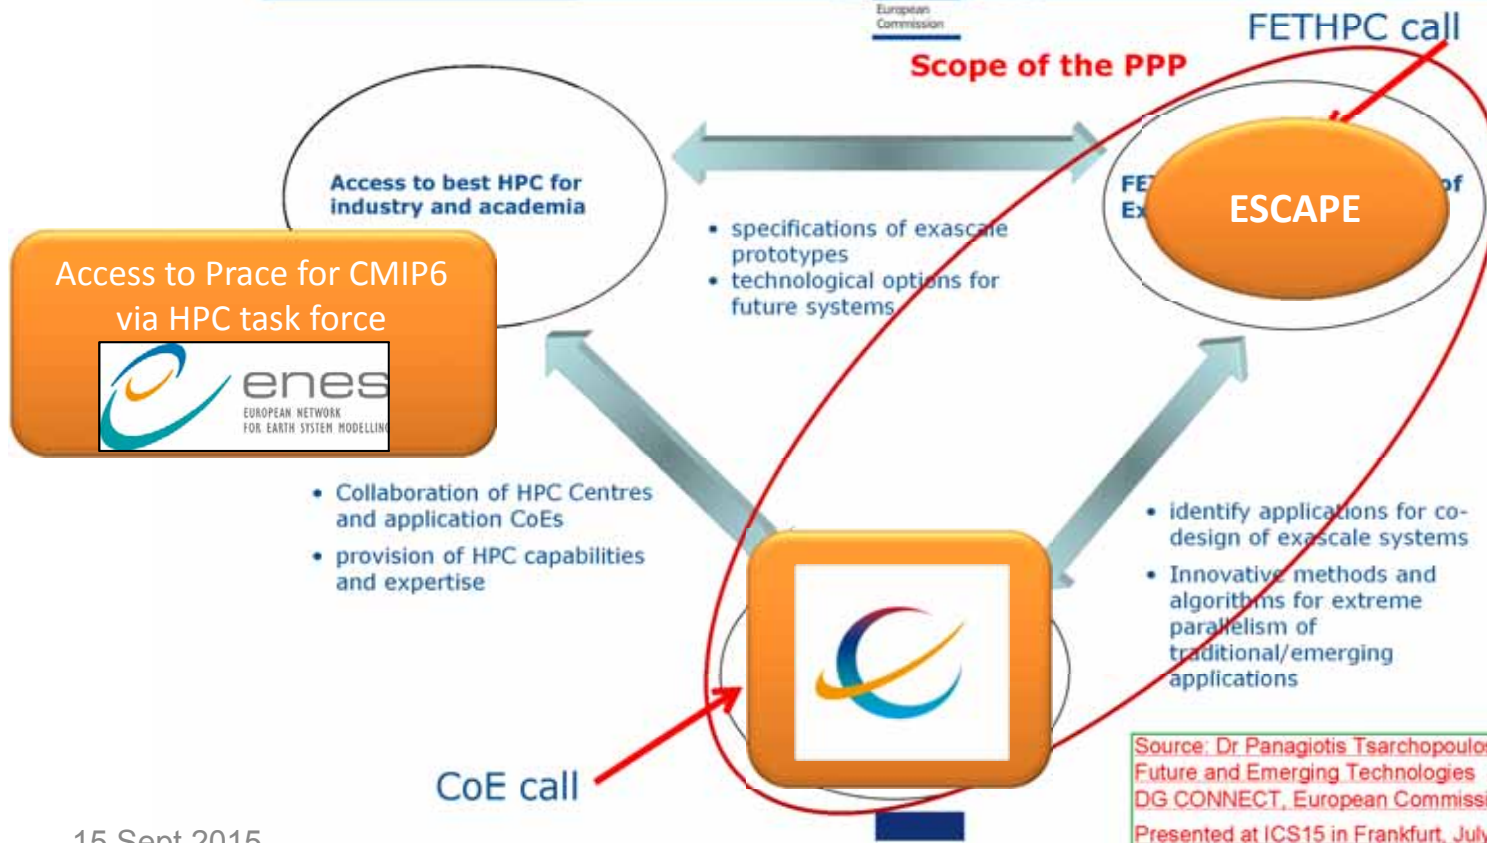 European
Commission
FETHPC call
Scope of the PPP
Access to best HPC for
industry and academia
FE
of
Ex
ESCAPE
• specifications of exascale
prototypes
• technological options for
future systems
Access to Prace for CMIP6
via HPC task force
enes
EUROPEAN NETWORK
FOR EARTH SYSTEM MODELLING
• Collaboration of HPC Centres
and application CoEs
• provision of HPC capabilities
and expertise
• identify applications for co-
design of exascale systems
• Innovative methods and
algorithms for extreme
parallelism of
traditional/emerging
applications
CoE call
Source: Dr Panagiotis Tsarchopoulos
Future and Emerging Technologies
DG CONNECT, European Commissi
Presented at ICS15 in Frankfurt, July
15 Sept 2015